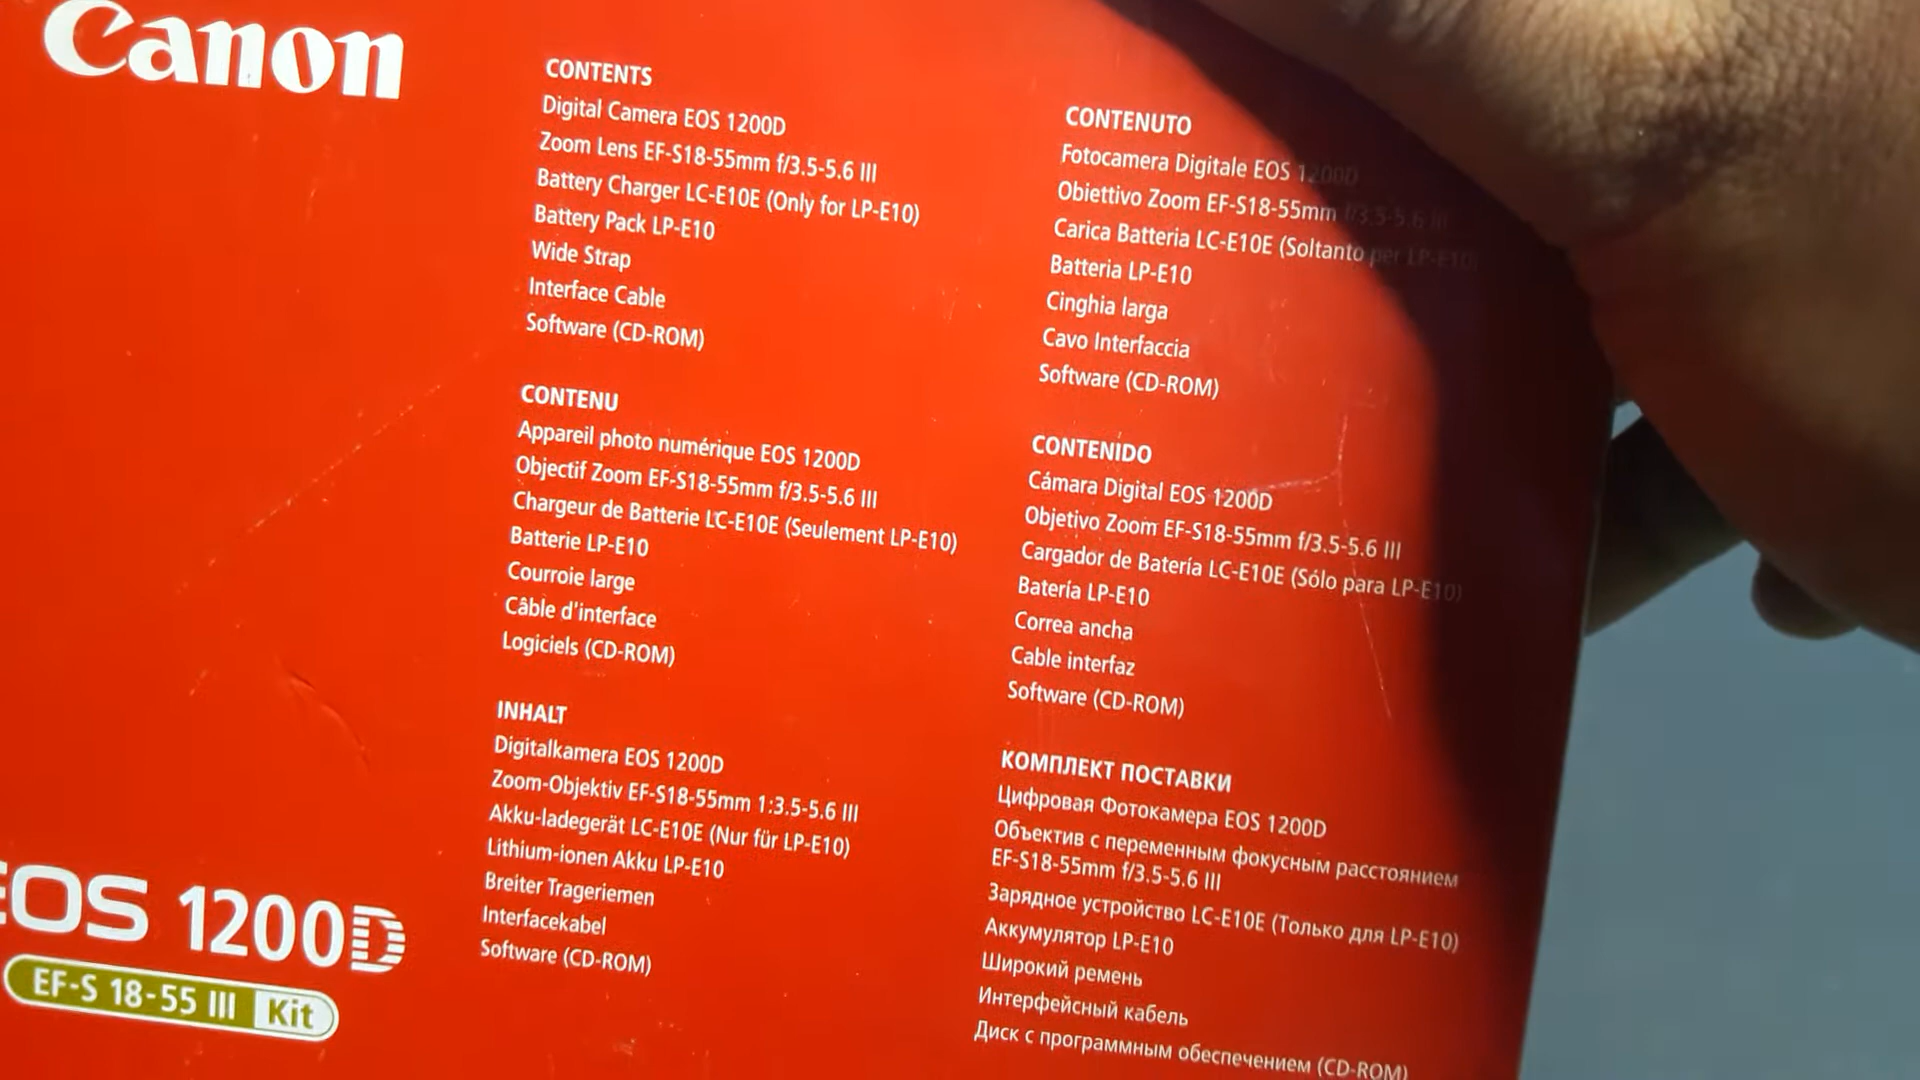 Canon
CONTENTS
Digital Camera EOS 1200D
Zoom Lens EF-S18-55mm f/3.5-5.6 III
Battery Charger LC-E10E (Only for LP-E10)
Battery Pack LP-E10
Wide Strap
Interface Cable
Software (CD-ROM)
CONTENU
Appareil photo numérique EOS 1200D
Objectif Zoom EF-S18-55mm f/3.5-5.6 III
Chargeur de Batterie LC-E10E (Seulement LP-E10)
Batterie LP-E10
Courroie large
Câble d'interface
Logiciels (CD-ROM)
INHALT
Digitalkamera EOS 1200D
Zoom-Objektiv EF-S18-55mm 1:3.5-5.6 III
Akku-ladegerät LC-E10E (Nur für LP-E10)
Lithium-ionen Akku LP-E10
Breiter Trageriemen
Interfacekabel
Software (CD-ROM)
CONTENUTO
Fotocamera Digitale EOS 1200D
Obiettivo Zoom EF-S18-55mm f/3.5-5.6 III
Carica Batteria LC-E10E (Soltanto per LP-E10)
Batteria LP-E10
Cinghia larga
Cavo Interfaccia
Software (CD-ROM)
CONTENIDO
Cámara Digital EOS 1200D
Objetivo Zoom EF-S18-55mm f/3.5-5.6 III
Cargador de Batería LC-E10E (Sólo para LP-E10)
Batería LP-E10
Correa ancha
Cable interfaz
Software (CD-ROM)
КОМПЛЕКТ ПОСТАВКИ
Цифровая Фотокамера EOS 1200D
Объектив с переменным фокусным расстоянием
EF-S18-55mm f/3.5-5.6 III
Зарядное устройство LC-E10E (Только для LP-E10)
Аккумулятор LP-E10
Широкий ремень
Интерфейсный кабель
Диск с программным обеспечением (CD-ROM)
EOS 1200D
EF-S 18-55 III Kit